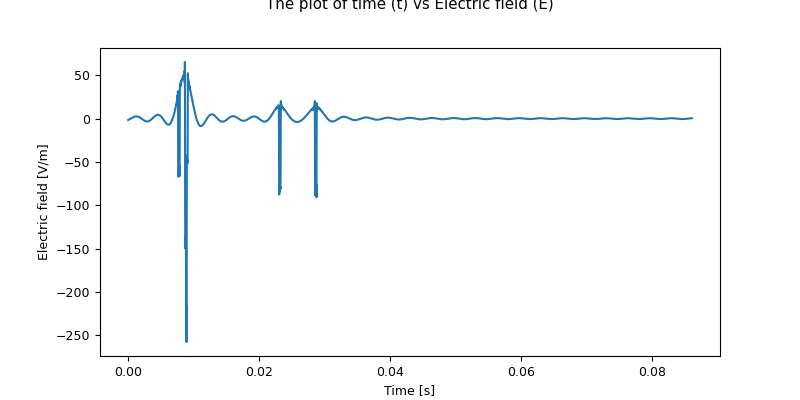 The plot of time (t) vs Electric field (E)
Electric field [V/m]
50
0
−50
−100
−150
−200
−250
0.00 0.02 0.04 0.06 0.08
Time [s]